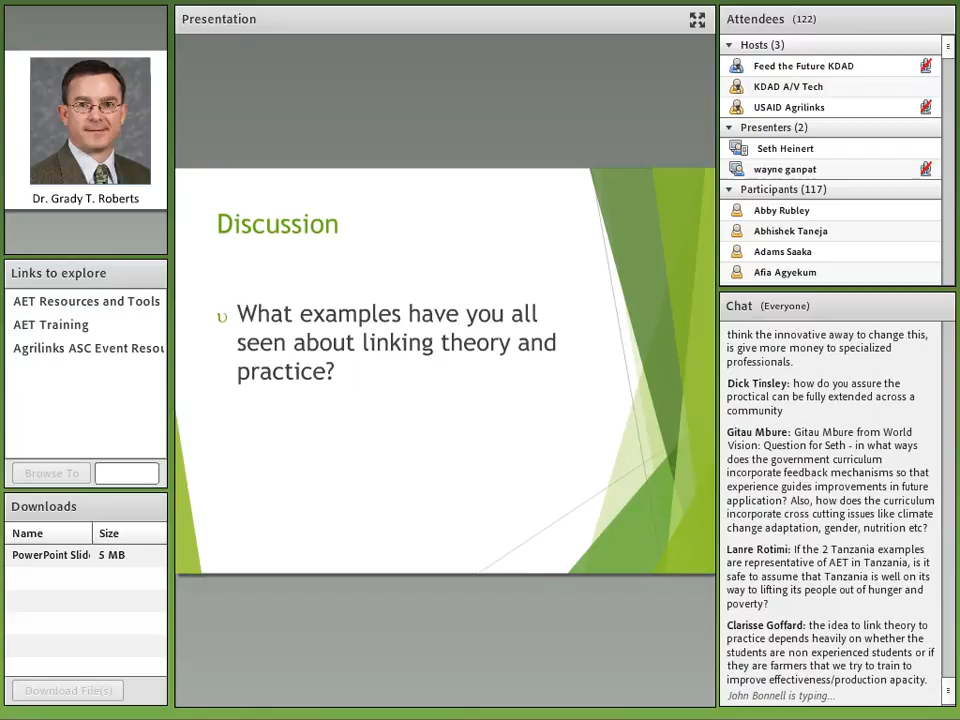 Dr. Grady T. Roberts
Links to explore
AET Resources and Tools
AET Training
Agrilinks ASC Event Resou
Browse To
Downloads
Name Size
PowerPoint Slid 5 MB
Download File(s)
Presentation
Discussion
What examples have you all
seen about linking theory and
practice?
Attendees (122)
Hosts (3)
Feed the Future KDAD
KDAD A/V Tech
USAID Agrilinks
Presenters (2)
Seth Heinert
wayne ganpat
Participants (117)
Abby Rubley
Abhishek Taneja
Adams Saaka
Afia Agyekum
Chat (Everyone)
think the innovative away to change this,
is give more money to specialized
professionals.
Dick Tinsley: how do you assure the
proctical can be fully extended across a
community
Gitau Mbure: Gitau Mbure from World
Vision: Question for Seth - in what ways
does the government curriculum
incorporate feedback mechanisms so that
experience guides improvements in future
application? Also, how does the curriculum
incorporate cross cutting issues like climate
change adaptation, gender, nutrition etc?
Lanre Rotimi: If the 2 Tanzania examples
are representative of AET in Tanzania, is it
safe to assume that Tanzania is well on its
way to lifting its people out of hunger and
poverty?
Clarisse Goffard: the idea to link theory to
practice depends heavily on whether the
students are non experienced students or if
they are farmers that we try to train to
improve effectiveness/production apacity.
John Bonnell is typing...